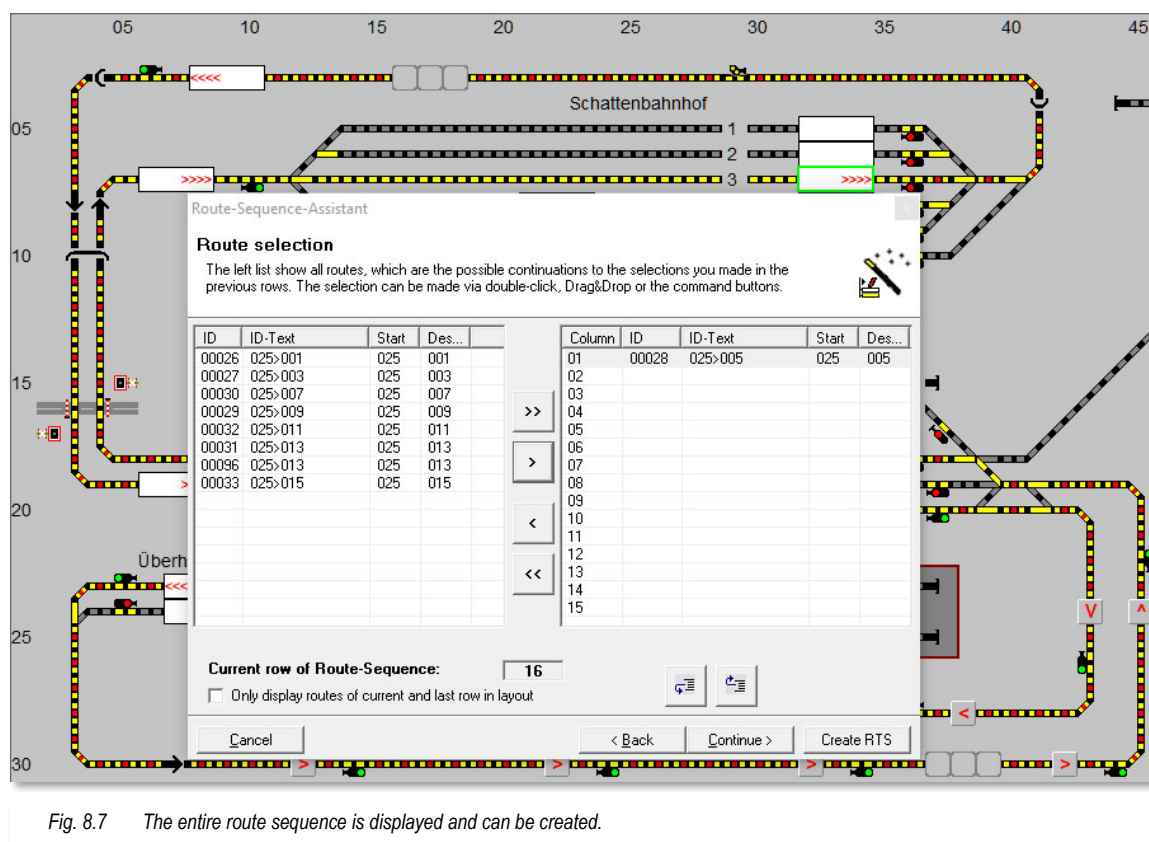 05 10 15 20 25 30 35 40 45
<<<<
Schattenbahnhof
05
1
2
>>>> 3 >>>>
Route-Sequence-Assistant
Route selection
10
The left list show all routes, which are the possible continuations to the selections you made in the
previous rows. The selection can be made via double-click, Drag&Drop or the command buttons.
ID ID-Text Start Des... Column ID ID-Text Start Des...
00026 025>001 025 001 01 00028 025>005 025 005
00027 025>003 025 003 02
00030 025>007 025 007 03
00029 025>009 025 009 04
00032 025>011 025 011 05
00031 025>013 025 013 06
00096 025>013 025 013 07
00033 025>015 025 015 08
09
10
11
12
13
14
15
15
>>
>
<
<<
>
20
Überh
<<<
V ^
25
Current row of Route-Sequence: 16
Only display routes of current and last row in layout
<
Cancel < Back Continue > Create RTS
30
> > > >
Fig. 8.7 The entire route sequence is displayed and can be created.